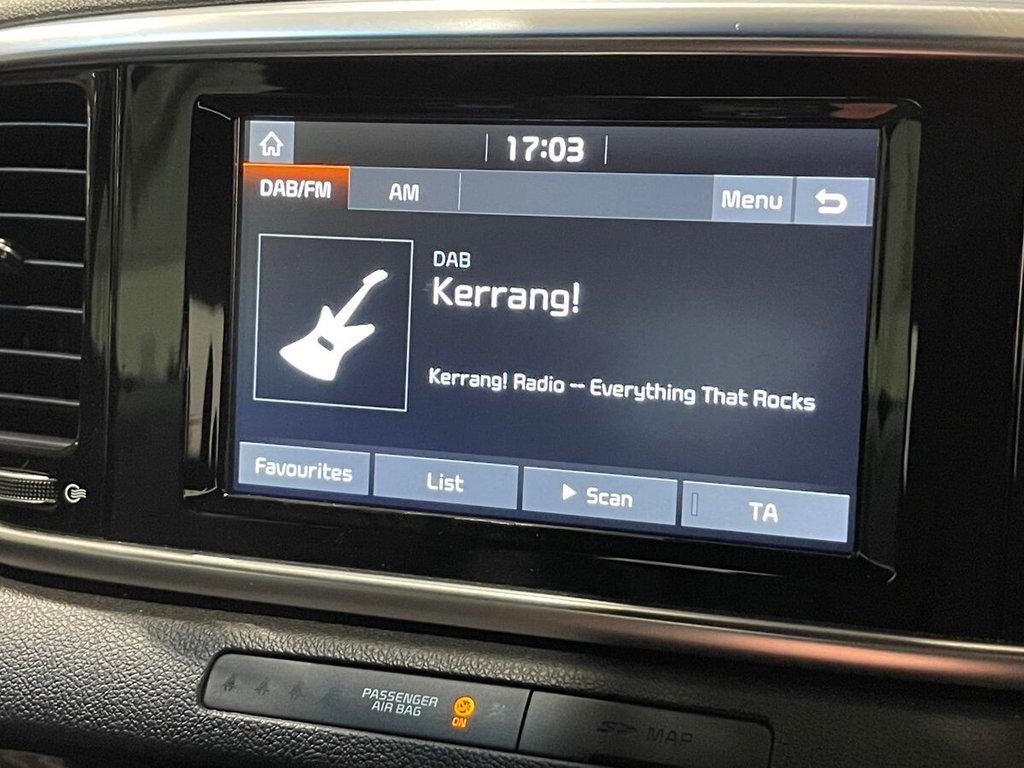 17:03
DAB/FM
AM
Menu
DAB
Kerrang!
Kerrang! Radio -- Everything That Rocks
Favourites
List
Scan
TA
PASSENGER
AIR BAG
ON
MAP